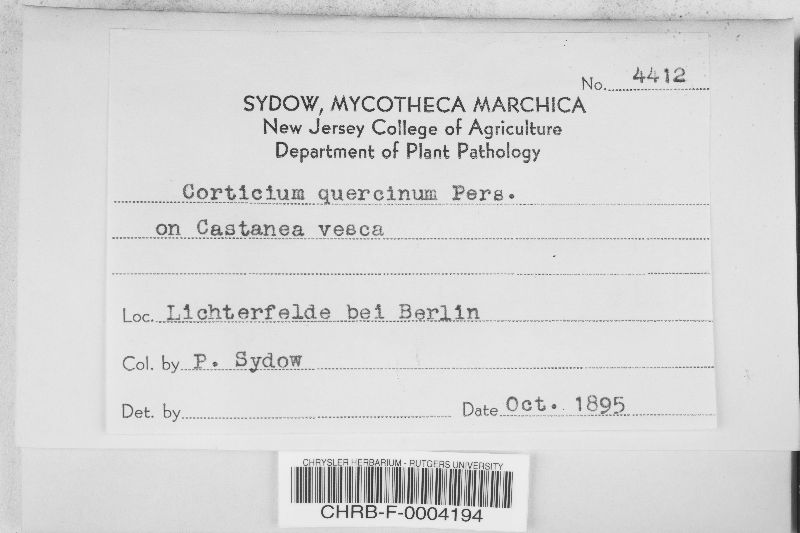 No. 4412
SYDOW, MYCOTHECA MARCHICA
New Jersey College of Agriculture
Department of Plant Pathology
Corticium quercinum Pers.
on Castanea vesca
Loc. Lichterfelde bei Berlin
Col. by P. Sydow
Det. by Date Oct. 1895
CHRYSLER HERBARIUM - RUTGERS UNIVERSITY
CHRB-F-0004194